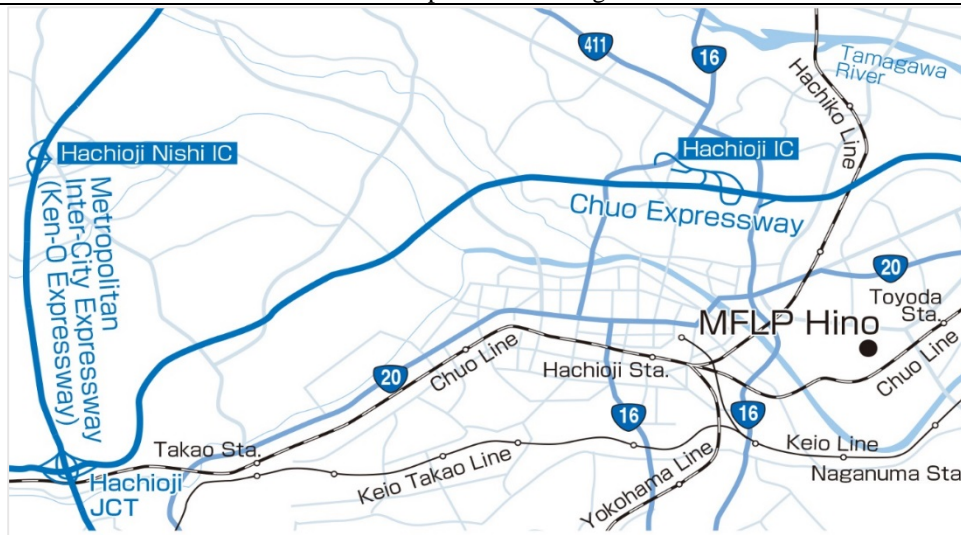 411
16
Tamagawa
River
Hachiko Line
Hachioji Nishi IC
Hachioji IC
Metropolitan
Inter-City Expressway
(Ken-O Expressway)
Chuo Expressway
20
Toyoda
Sta.
MFLP Hino
Chuo Line
Hachioji Sta.
Chuo Line
20
16
16
Takao Sta.
Keio Line
Naganuma Sta
Keio Takao Line
Yokohama Line
Hachioji
JCT